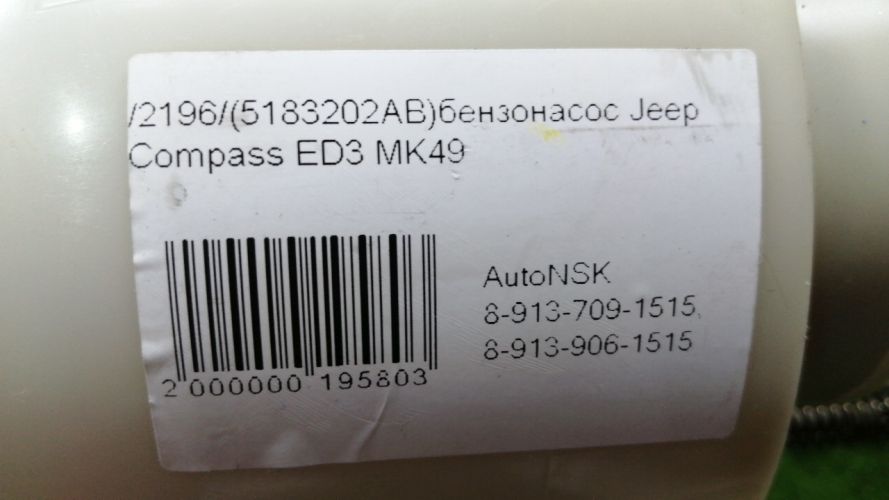 /2196/(5183202AB)бензонасос Jeep
Compass ED3 MK49
AutoNSK
8-913-709-1515,
8-913-906-1515
2 000000 195803